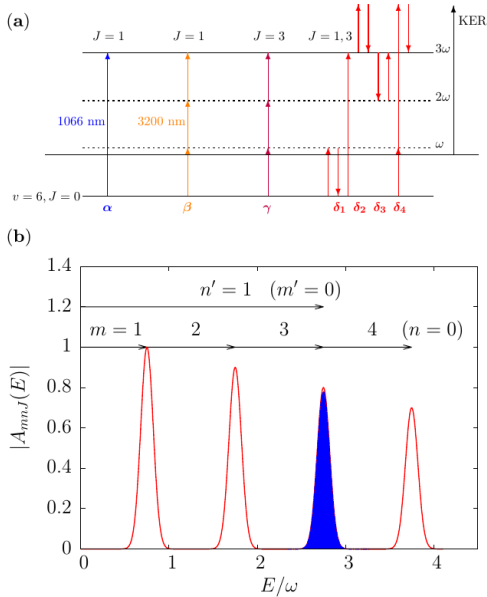 (a)
KER
J = 1 J = 1 J = 3 J = 1, 3
3ω
2ω
1066 nm 3200 nm
ω
v = 6, J = 0
α β γ δ₁ δ₂ δ₃ δ₄
(b)
1.4
n′ = 1 (m′=0)
1.2
m = 1 2 3 4 (n=0)
1
0.8
0.6
0.4
0.2
0
|A_{mnJ}(E)|
0 1 2 3 4
E/ω